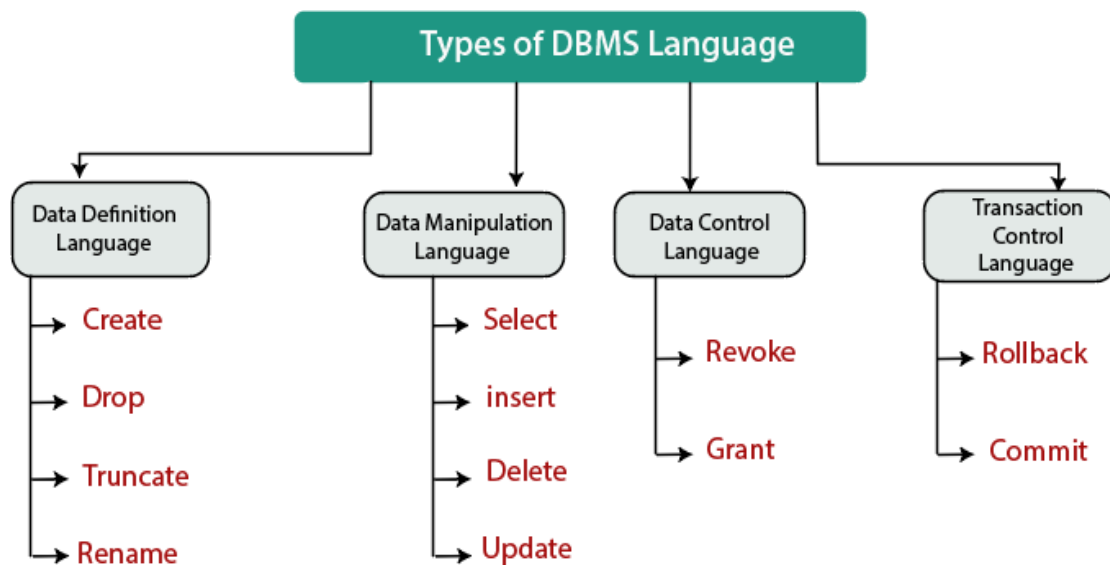 Types of DBMS Language
Data Definition
Language
Create
Drop
Truncate
Rename
Data Manipulation
Language
Select
insert
Delete
Update
Data Control
Language
Revoke
Grant
Transaction
Control
Language
Rollback
Commit